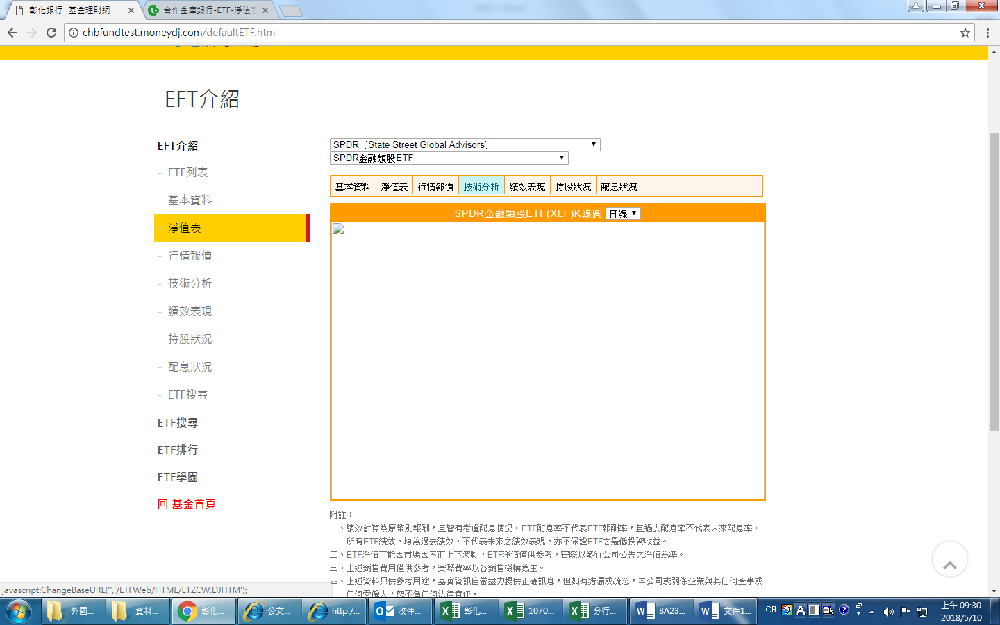 彰化銀行─基金理財網
合作金庫銀行-ETF-淨值
chbfundtest.moneydj.com/defaultETF.htm
EFT介紹
EFT介紹
- ETF列表
- 基本資料
淨值表
- 行情報價
- 技術分析
- 績效表現
- 持股狀況
- 配息狀況
- ETF搜尋
ETF搜尋
ETF排行
ETF學園
回 基金首頁
SPDR（State Street Global Advisors）
SPDR金融類股ETF
基本資料 淨值表 行情報價 技術分析 績效表現 持股狀況 配息狀況
SPDR金融類股ETF(XLF)K線圖 日線
附註：
一、績效計算為原幣別報酬，且皆有考慮配息情況。ETF配息率不代表ETF報酬率，且過去配息率不代表未來配息率。
所有ETF績效，均為過去績效，不代表未來之績效表現，亦不保證ETF之最低投資收益。
二、ETF淨值可能因市場因素而上下波動，ETF淨值僅供參考，實際以發行公司公告之淨值為準。
三、上述銷售費用僅供參考，實際費率以各銷售機構為主。
四、上述資料只供參考用途，嘉實資訊自當盡力提供正確訊息，但如有錯漏或疏忽，本公司或關係企業與其任何董事或
任何受僱人，恕不負任何法律責任。
javascript:ChangeBaseURL('','/ETFWeb/HTML/ETZCW.DJHTM');
外國... 資料... 彰化... 公文... http:/... 收件... 彰化... 1070... 分行... BA23... 文件1... CH A 上午 09:30
2018/5/10